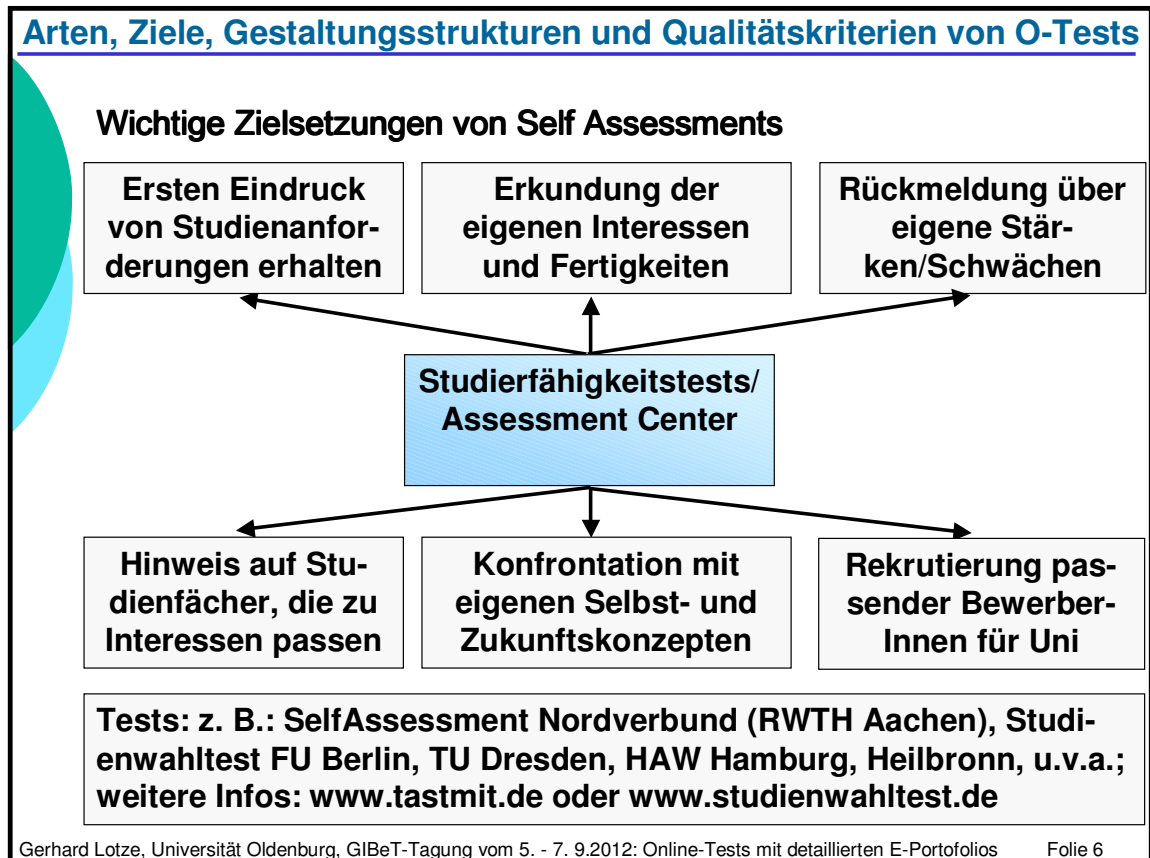 Arten, Ziele, Gestaltungsstrukturen und Qualitätskriterien von O-Tests
Wichtige Zielsetzungen von Self Assessments
Ersten Eindruck
von Studienanfor-
derungen erhalten
Erkundung der
eigenen Interessen
und Fertigkeiten
Rückmeldung über
eigene Stär-
ken/Schwächen
Studierfähigkeitstests/
Assessment Center
Hinweis auf Stu-
dienfächer, die zu
Interessen passen
Konfrontation mit
eigenen Selbst- und
Zukunftskonzepten
Rekrutierung pas-
sender Bewerber-
Innen für Uni
Tests: z. B.: SelfAssessment Nordverbund (RWTH Aachen), Studi-
enwahltest FU Berlin, TU Dresden, HAW Hamburg, Heilbronn, u.v.a.;
weitere Infos: www.tastmit.de oder www.studienwahltest.de
Gerhard Lotze, Universität Oldenburg, GIBeT-Tagung vom 5. - 7. 9.2012: Online-Tests mit detaillierten E-Portofolios Folie 6